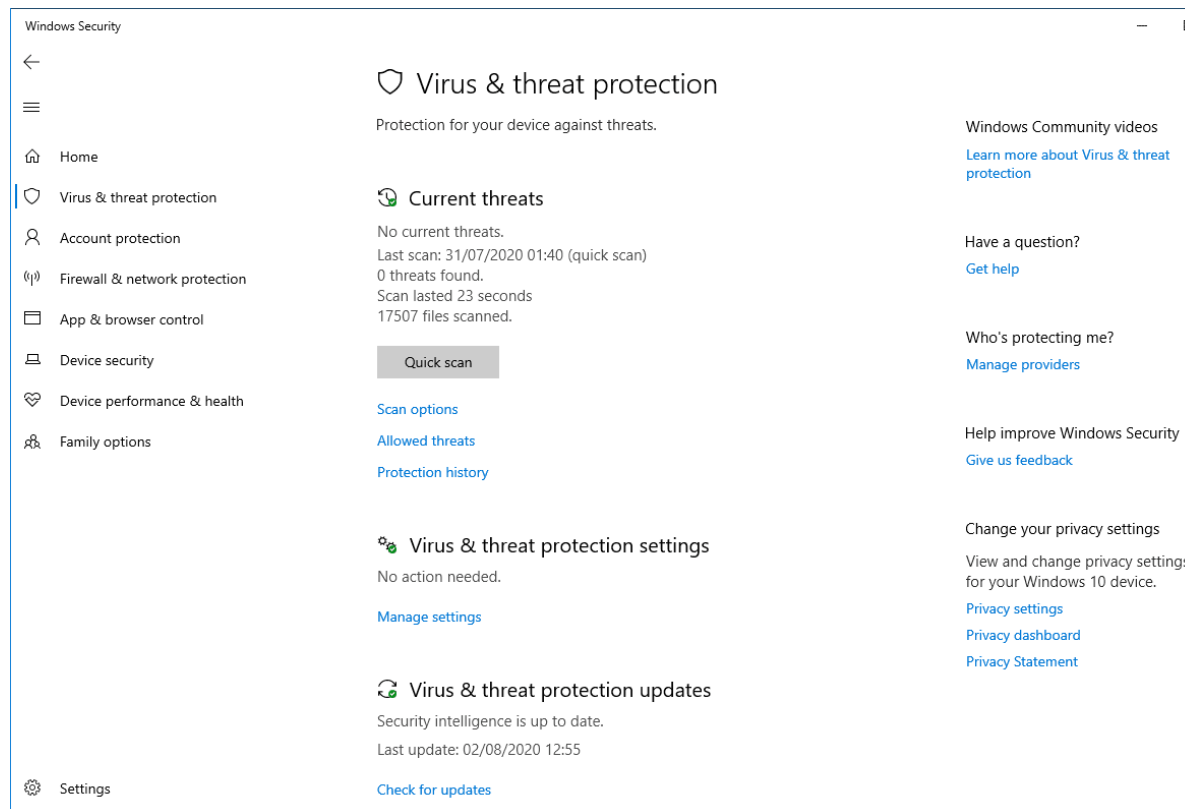 Windows Security
Home
Virus & threat protection
Account protection
Firewall & network protection
App & browser control
Device security
Device performance & health
Family options
Settings
Virus & threat protection
Protection for your device against threats.
Current threats
No current threats.
Last scan: 31/07/2020 01:40 (quick scan)
0 threats found.
Scan lasted 23 seconds
17507 files scanned.
Quick scan
Scan options
Allowed threats
Protection history
Virus & threat protection settings
No action needed.
Manage settings
Virus & threat protection updates
Security intelligence is up to date.
Last update: 02/08/2020 12:55
Check for updates
Windows Community videos
Learn more about Virus & threat
protection
Have a question?
Get help
Who's protecting me?
Manage providers
Help improve Windows Security
Give us feedback
Change your privacy settings
View and change privacy settings
for your Windows 10 device.
Privacy settings
Privacy dashboard
Privacy Statement